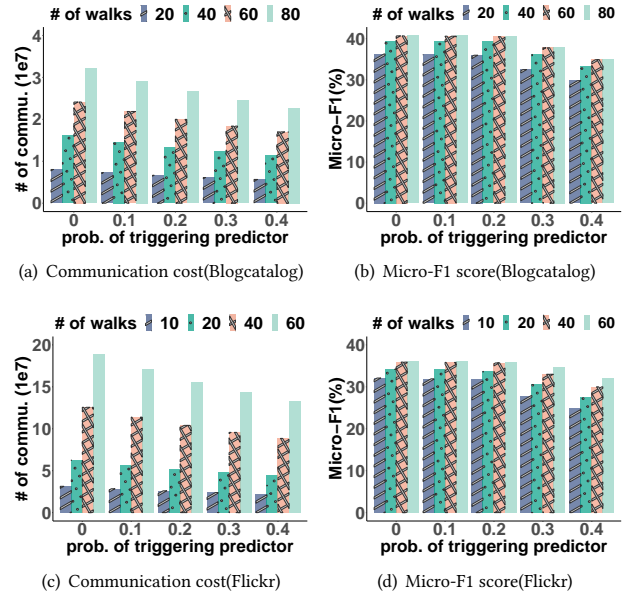 # of walks 20 40 60 80
# of commu. (1e7)
4
3
2
1
0
0 0.1 0.2 0.3 0.4
prob. of triggering predictor
(a) Communication cost(Blogcatalog)
# of walks 20 40 60 80
Micro-F1(%)
40
30
20
10
0
0 0.1 0.2 0.3 0.4
prob. of triggering predictor
(b) Micro-F1 score(Blogcatalog)
# of walks 10 20 40 60
# of commu. (1e7)
20
15
10
5
0
0 0.1 0.2 0.3 0.4
prob. of triggering predictor
(c) Communication cost(Flickr)
# of walks 10 20 40 60
Micro-F1(%)
40
30
20
10
0
0 0.1 0.2 0.3 0.4
prob. of triggering predictor
(d) Micro-F1 score(Flickr)